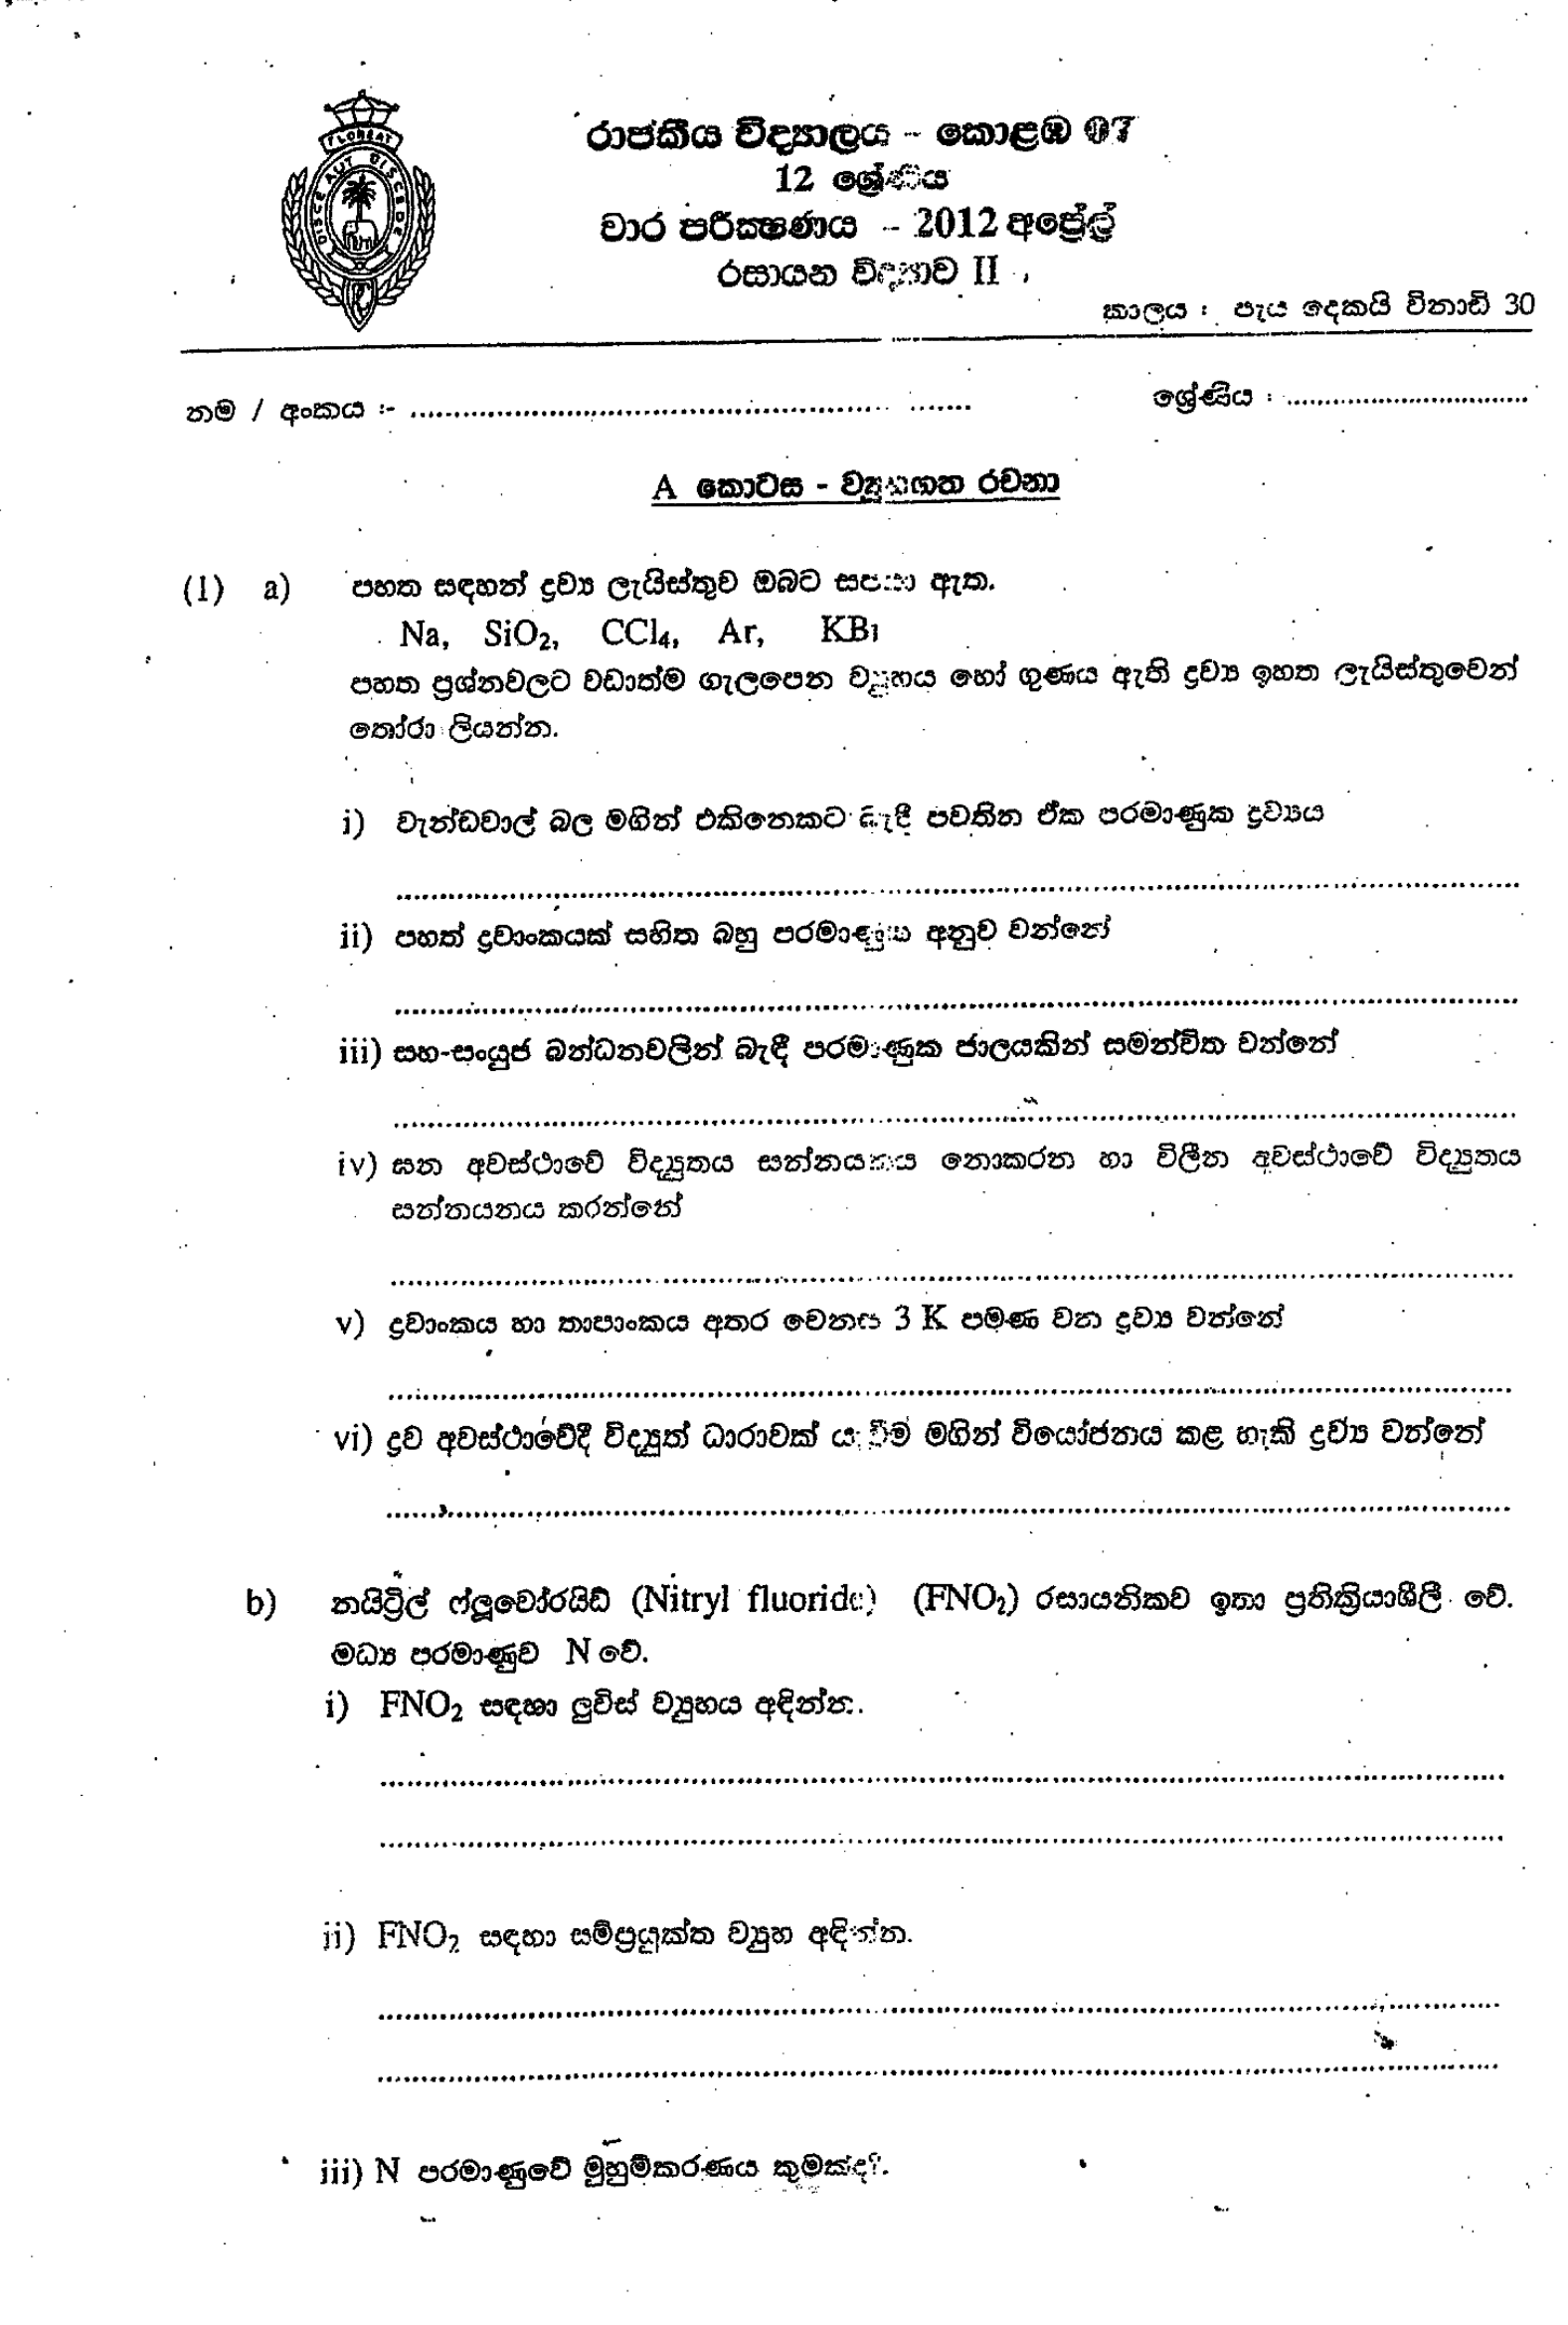 FLOREAT
DISCE AUT DISCEDE
රාජකීය විද්‍යාලය - කොළඹ 07
12 ශ්‍රේණිය
වාර පරීක්ෂණය - 2012 අප්‍රේල්
රසායන විද්‍යාව II
කාලය : පැය දෙකයි විනාඩි 30
නම / අංකය :- ........................................................
ශ්‍රේණිය : ................................
A කොටස - ව්‍යුහගත රචනා
(1) a) පහත සඳහන් ද්‍රව්‍ය ලැයිස්තුව ඔබට සපයා ඇත.
Na, SiO₂, CCl₄, Ar, KBr
පහත ප්‍රශ්නවලට වඩාත්ම ගැලපෙන ව්‍යුහය හෝ ගුණය ඇති ද්‍රව්‍ය ඉහත ලැයිස්තුවෙන්
තෝරා ලියන්න.
i) වැන්ඩවාල් බල මගින් එකිනෙකට බැඳී පවතින ඒක පරමාණුක ද්‍රව්‍යය
ii) පහත් ද්‍රවාංකයක් සහිත බහු පරමාණුක අනුව වන්නේ
iii) සහ-සංයුජ බන්ධනවලින් බැඳී පරමාණුක ජාලයකින් සමන්විත වන්නේ
iv) ඝන අවස්ථාවේ විද්‍යුතය සන්නයනය නොකරන හා විලීන අවස්ථාවේ විද්‍යුතය
සන්නයනය කරන්නේ
v) ද්‍රවාංකය හා තාපාංකය අතර වෙනස 3 K පමණ වන ද්‍රව්‍ය වන්නේ
vi) ද්‍රව අවස්ථාවේදී විද්‍යුත් ධාරාවක් යැවීම මගින් වියෝජනය කළ හැකි ද්‍රව්‍ය වන්නේ
b) නයිට්‍රිල් ෆ්ලුවෝරයිඩ් (Nitryl fluoride) (FNO₂) රසායනිකව ඉතා ප්‍රතික්‍රියාශීලී වේ.
මධ්‍ය පරමාණුව N වේ.
i) FNO₂ සඳහා ලුවිස් ව්‍යුහය අඳින්න.
ii) FNO₂ සඳහා සම්ප්‍රයුක්ත ව්‍යුහ අඳින්න.
iii) N පරමාණුවේ මුහුම්කරණය කුමක්ද?